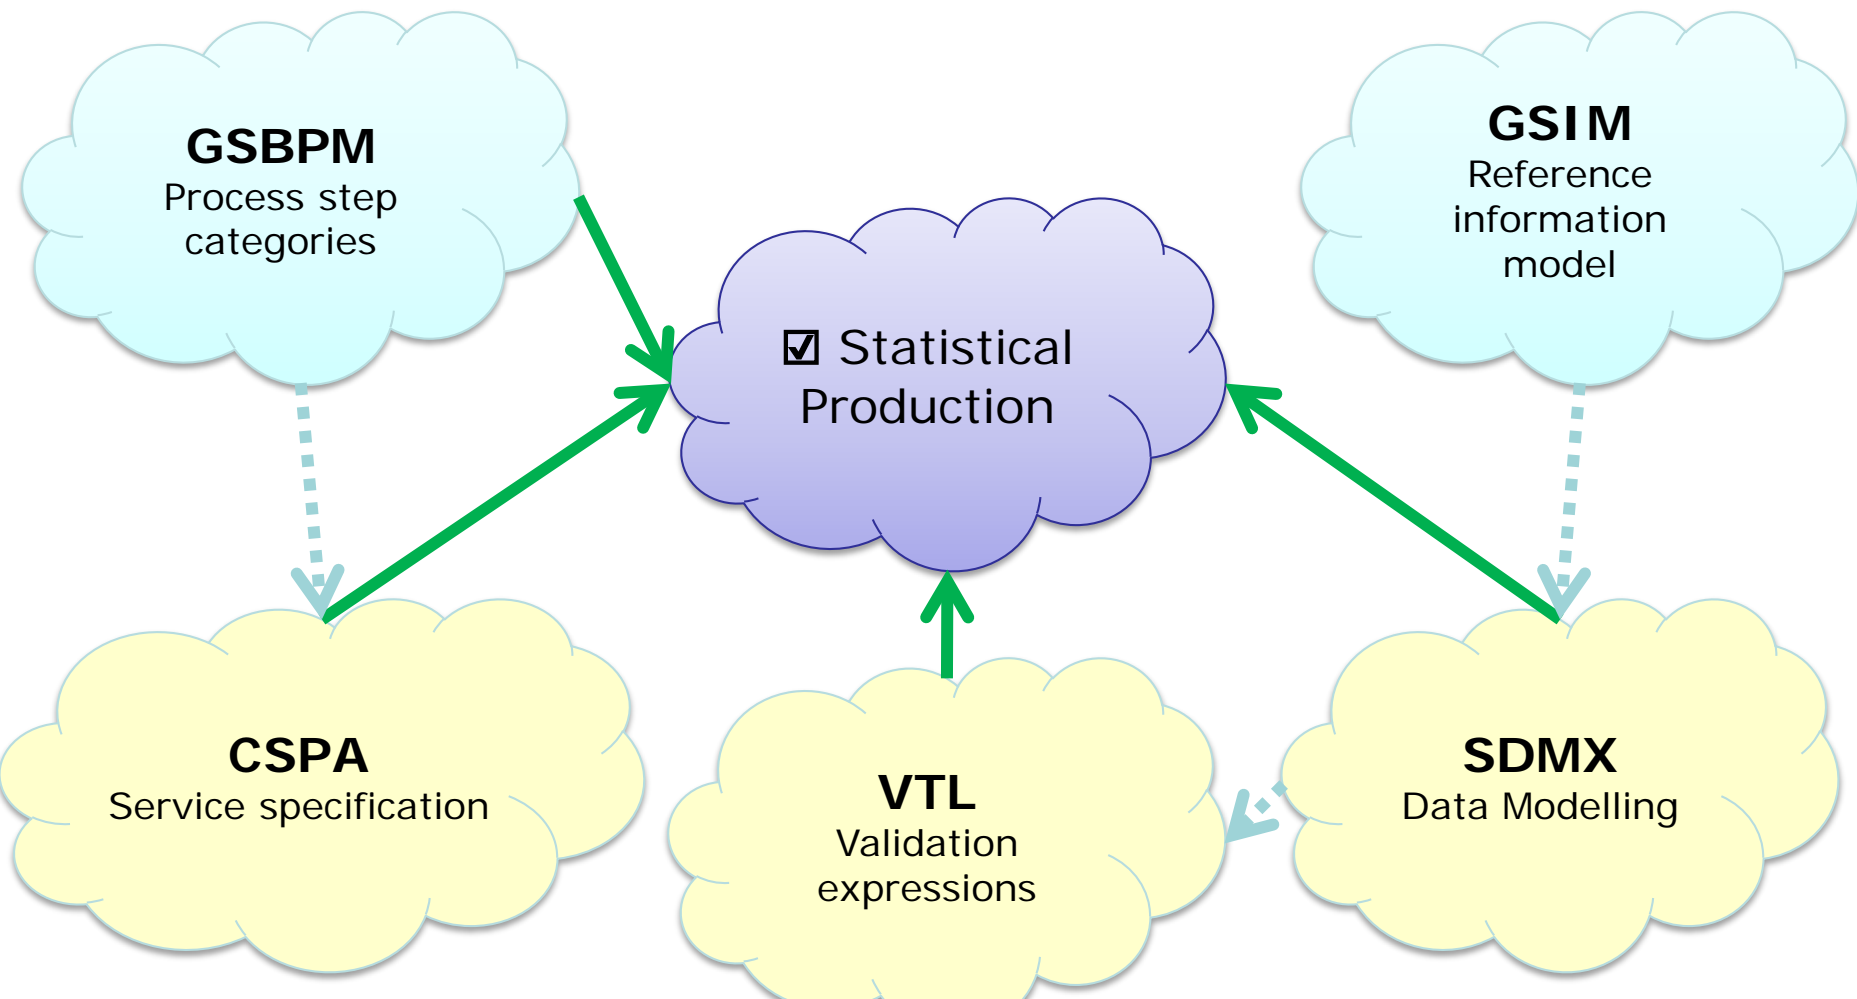 GSBPM
Process step
categories
GSIM
Reference
information
model
☑ Statistical
Production
CSPA
Service specification
VTL
Validation
expressions
SDMX
Data Modelling